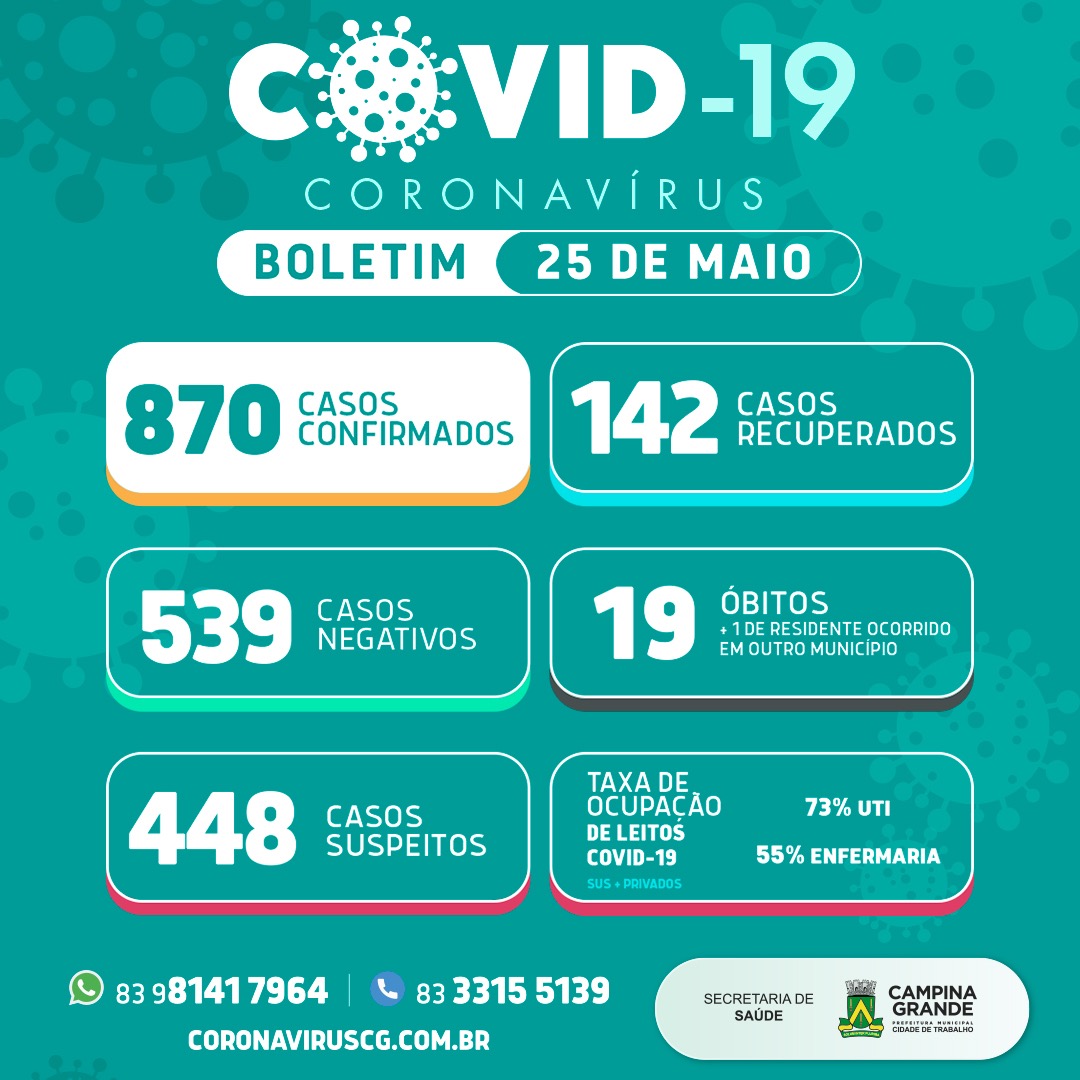 COVID-19
CORONAVÍRUS
BOLETIM 25 DE MAIO
870 CASOS
CONFIRMADOS
142 CASOS
RECUPERADOS
539 CASOS
NEGATIVOS
19 ÓBITOS
+ 1 DE RESIDENTE OCORRIDO
EM OUTRO MUNICÍPIO
448 CASOS
SUSPEITOS
TAXA DE
OCUPAÇÃO
DE LEITOS
COVID-19
SUS + PRIVADOS
73% UTI
55% ENFERMARIA
83 98141 7964
83 3315 5139
CORONAVIRUSCG.COM.BR
SECRETARIA DE
SAÚDE
CAMPINA
GRANDE
PREFEITURA MUNICIPAL
CIDADE DE TRABALHO